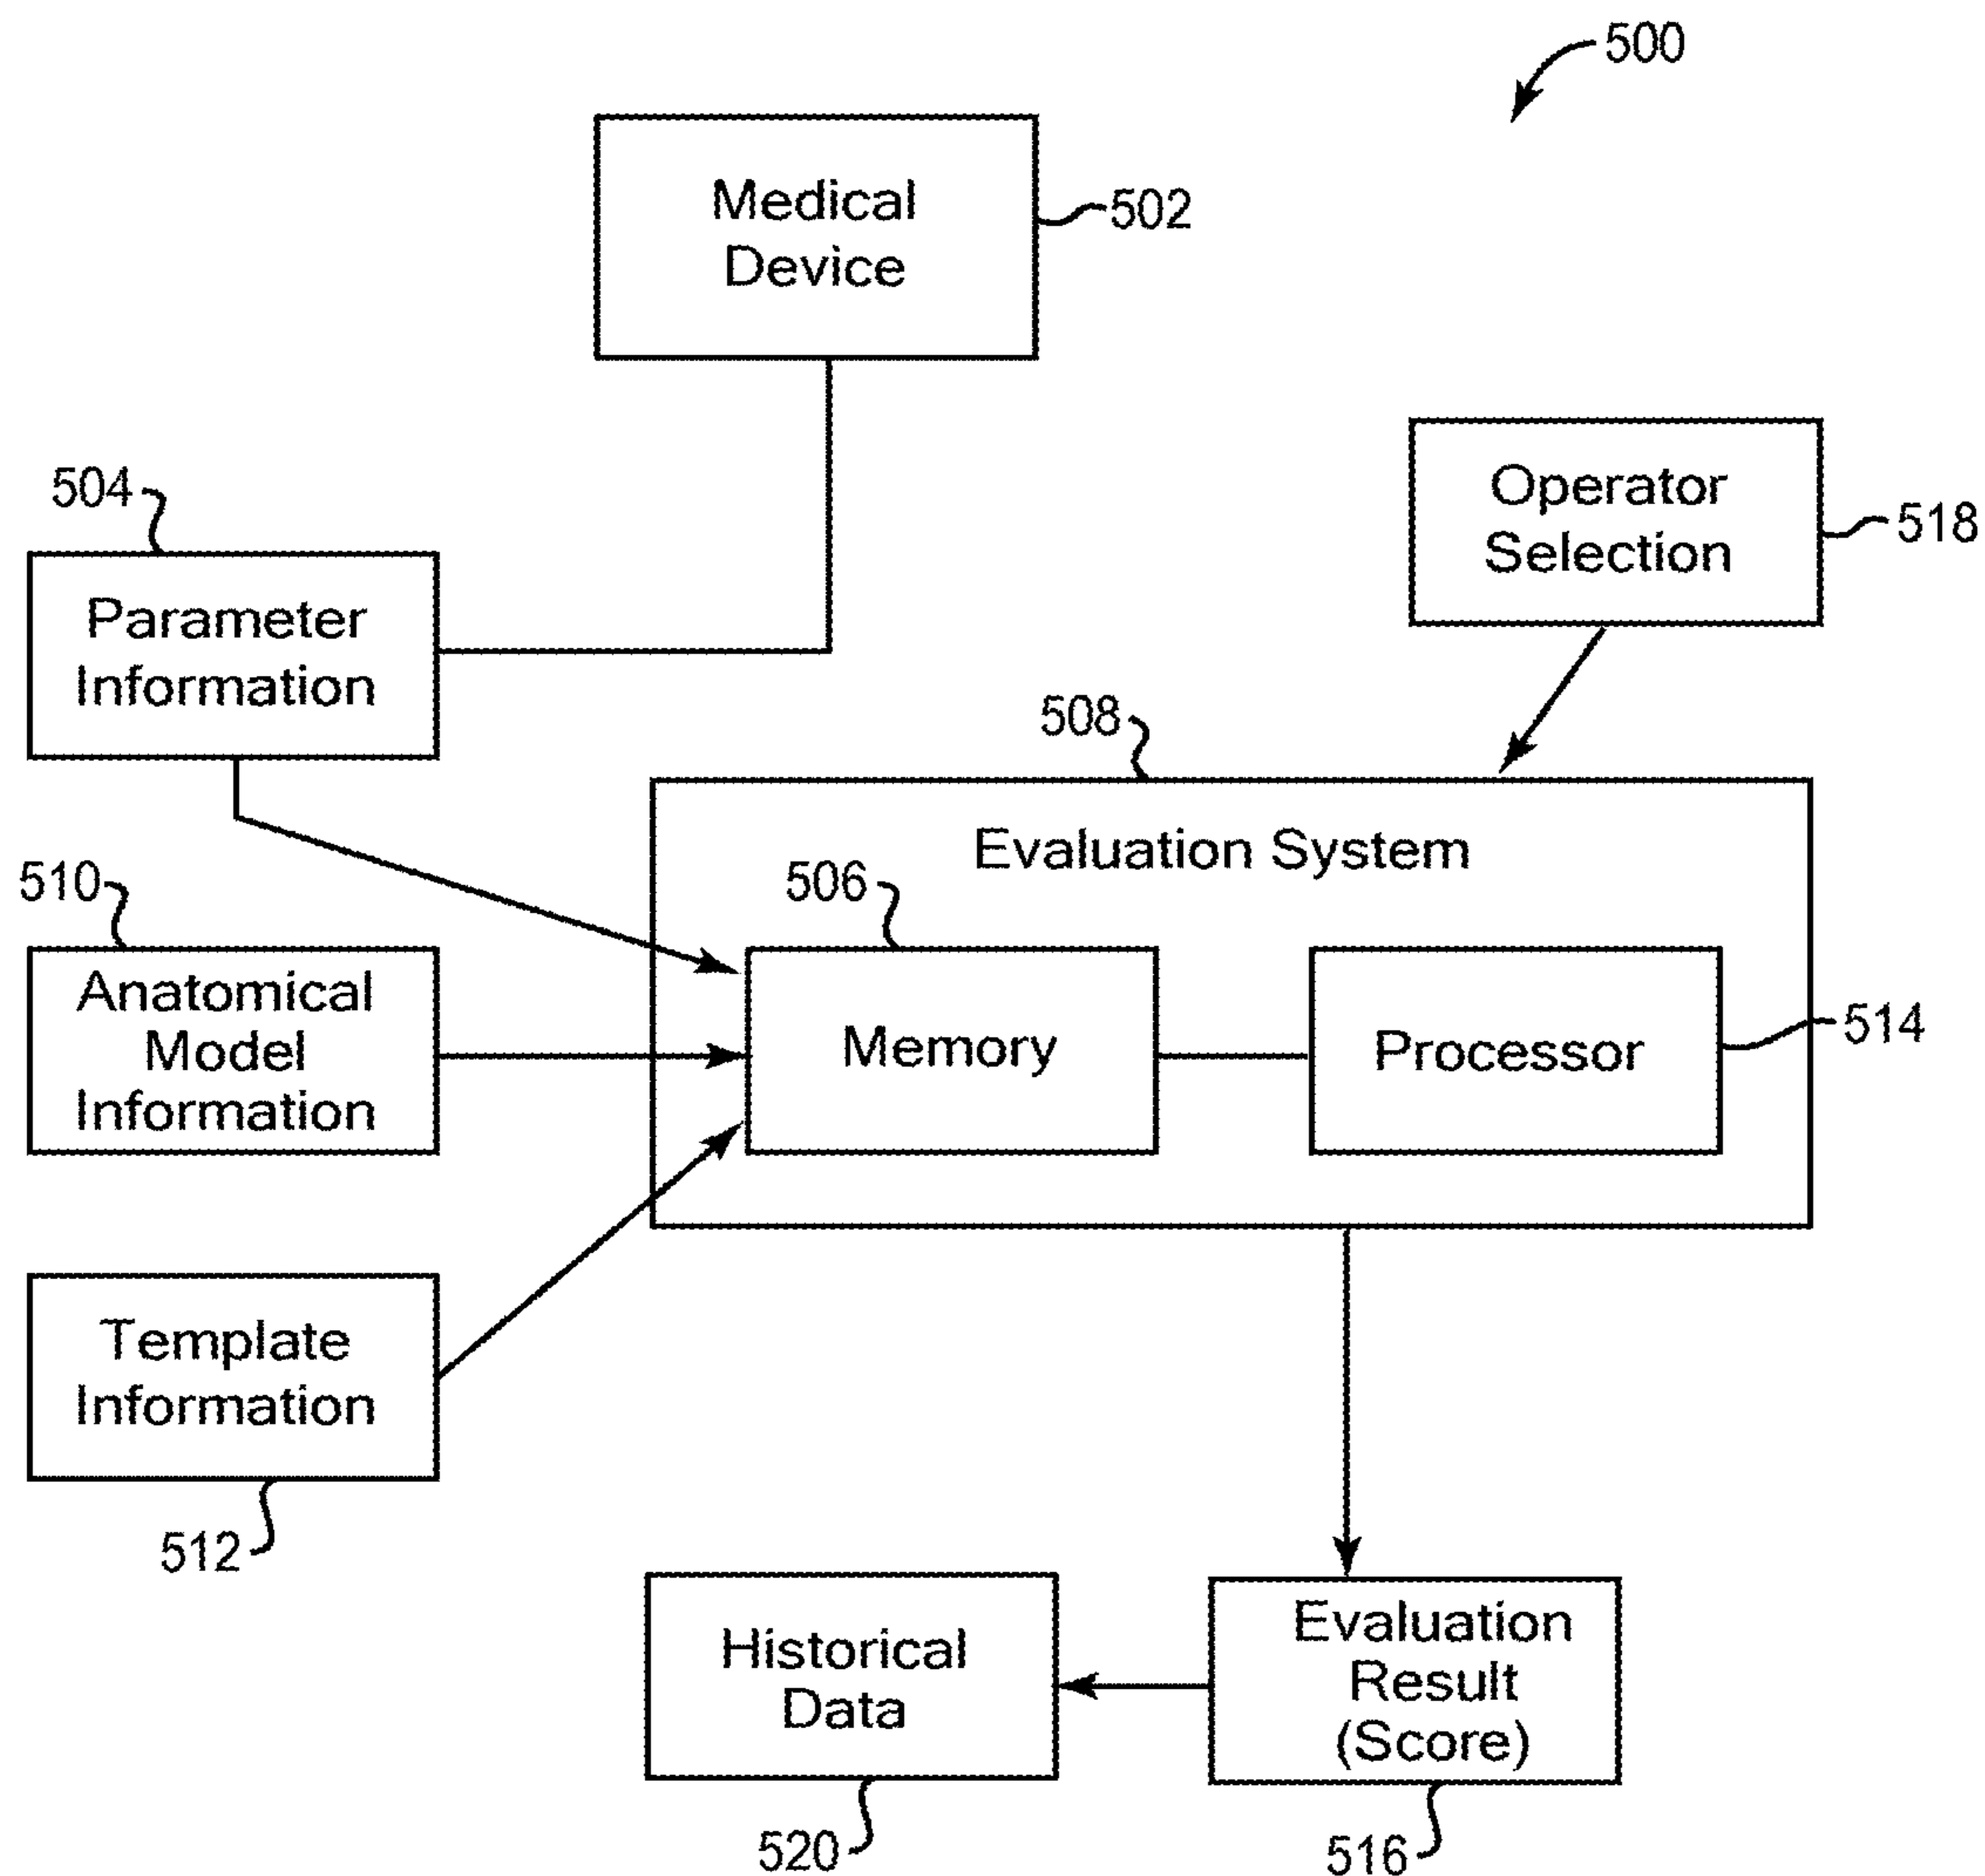 500
Medical
Device
502
504
Operator
Selection
518
Parameter
Information
508
Evaluation System
510
506
Anatomical
Model
Information
Memory
Processor
514
Template
Information
512
Historical
Data
Evaluation
Result
(Score)
520
516